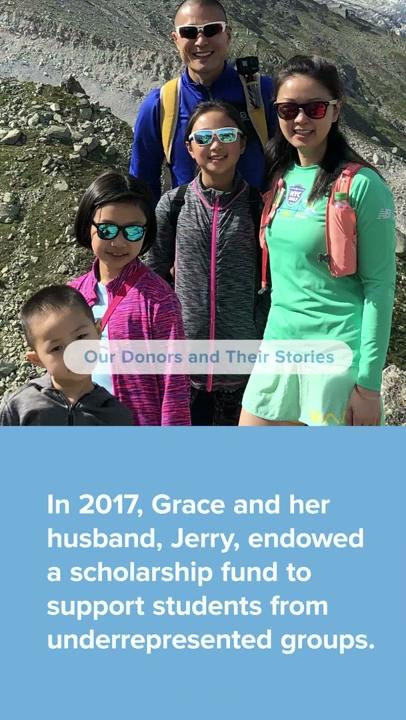 Our Donors and Their Stories
In 2017, Grace and her
husband, Jerry, endowed
a scholarship fund to
support students from
underrepresented groups.